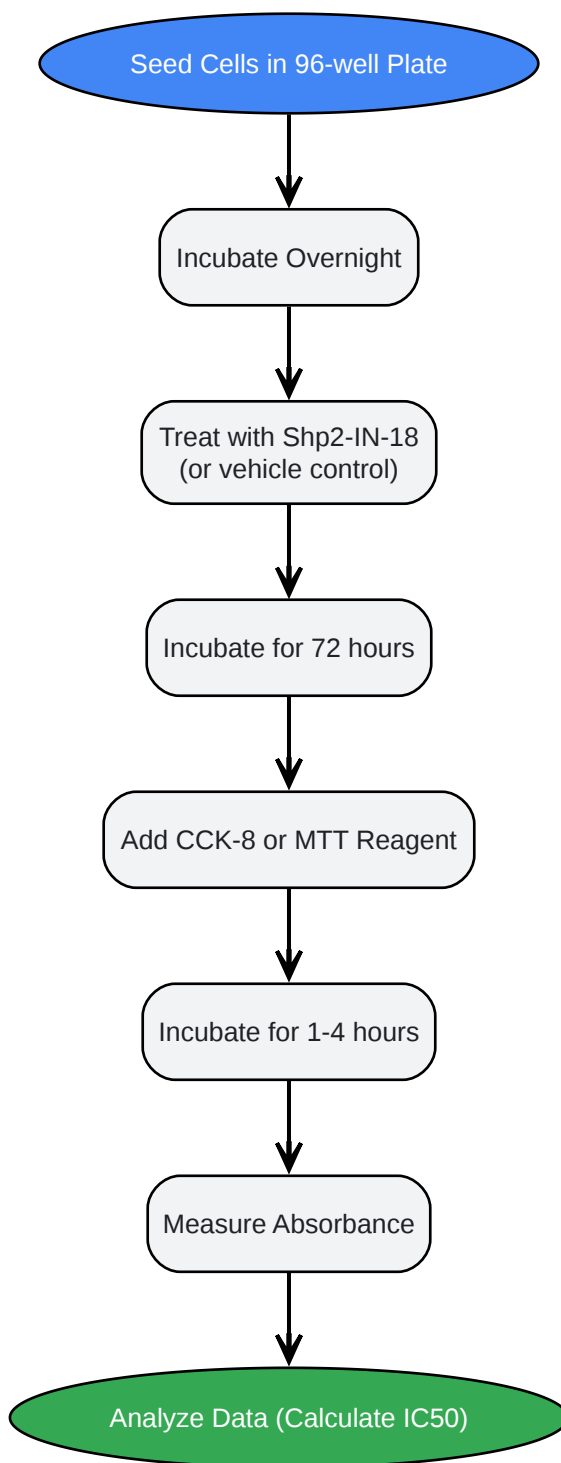 Seed Cells in 96-well Plate
Incubate Overnight
Treat with Shp2-IN-18
(or vehicle control)
Incubate for 72 hours
Add CCK-8 or MTT Reagent
Incubate for 1-4 hours
Measure Absorbance
Analyze Data (Calculate IC50)